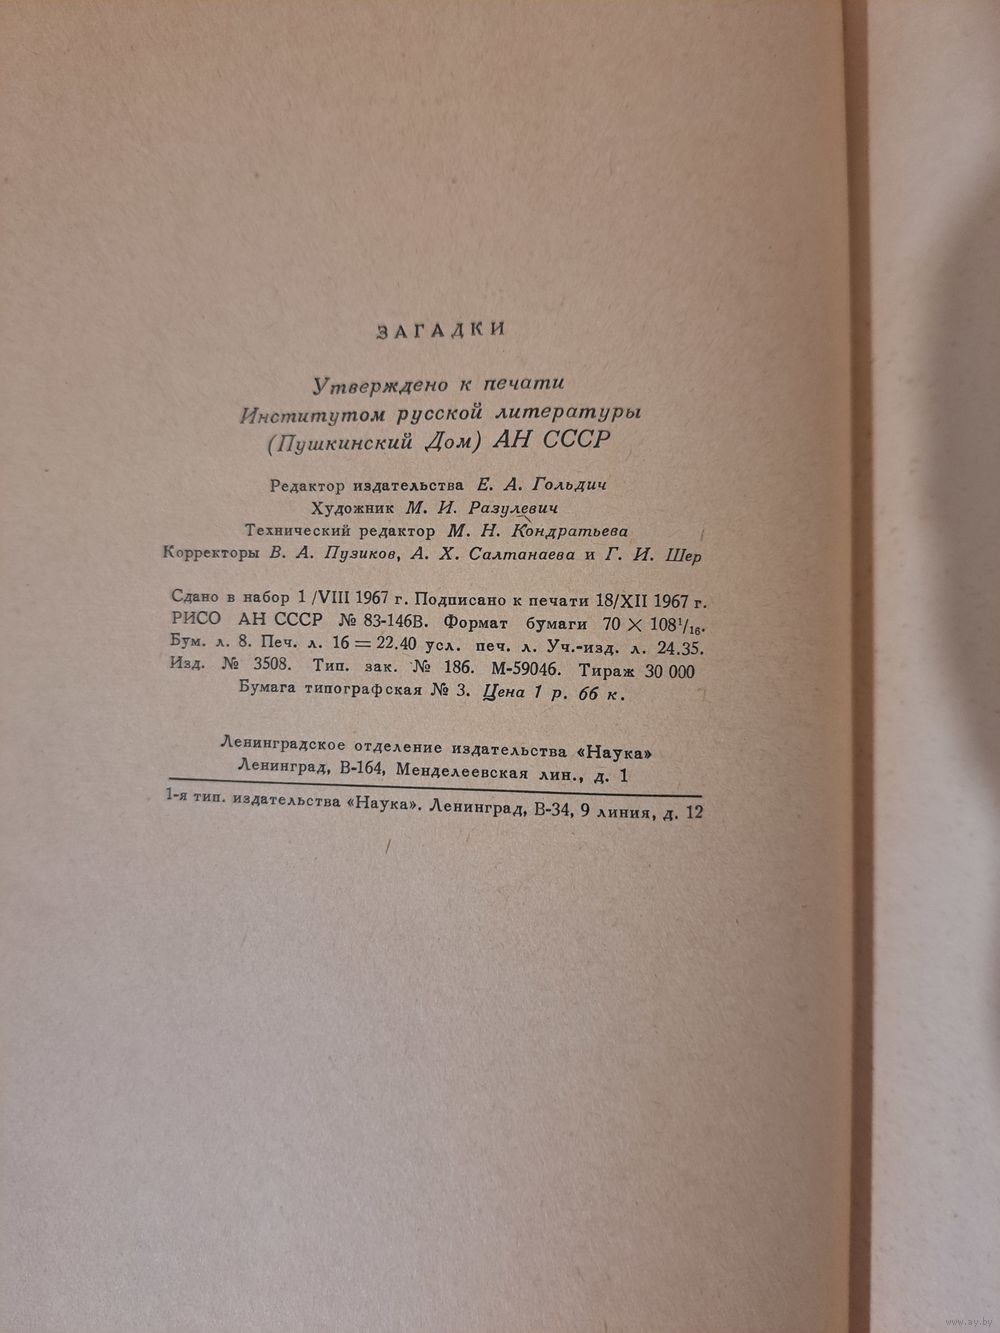 ЗАГАДКИ
Утверждено к печати
Институтом русской литературы
(Пушкинский Дом) АН СССР
Редактор издательства Е. А. Гольдич
Художник М. И. Разулевич
Технический редактор М. Н. Кондратьева
Корректоры В. А. Пузиков, А. Х. Салтанаева и Г. И. Шер
Сдано в набор 1/VIII 1967 г. Подписано к печати 18/XII 1967 г.
РИСО АН СССР № 83-146В. Формат бумаги 70 × 108¹/₁₆.
Бум. л. 8. Печ. л. 16 = 22.40 усл. печ. л. Уч.-изд. л. 24.35.
Изд. № 3508. Тип. зак. № 186. М-59046. Тираж 30 000
Бумага типографская № 3. Цена 1 р. 66 к.
Ленинградское отделение издательства «Наука»
Ленинград, В-164, Менделеевская лин., д. 1
1-я тип. издательства «Наука». Ленинград, В-34, 9 линия, д. 12
www.ay.by